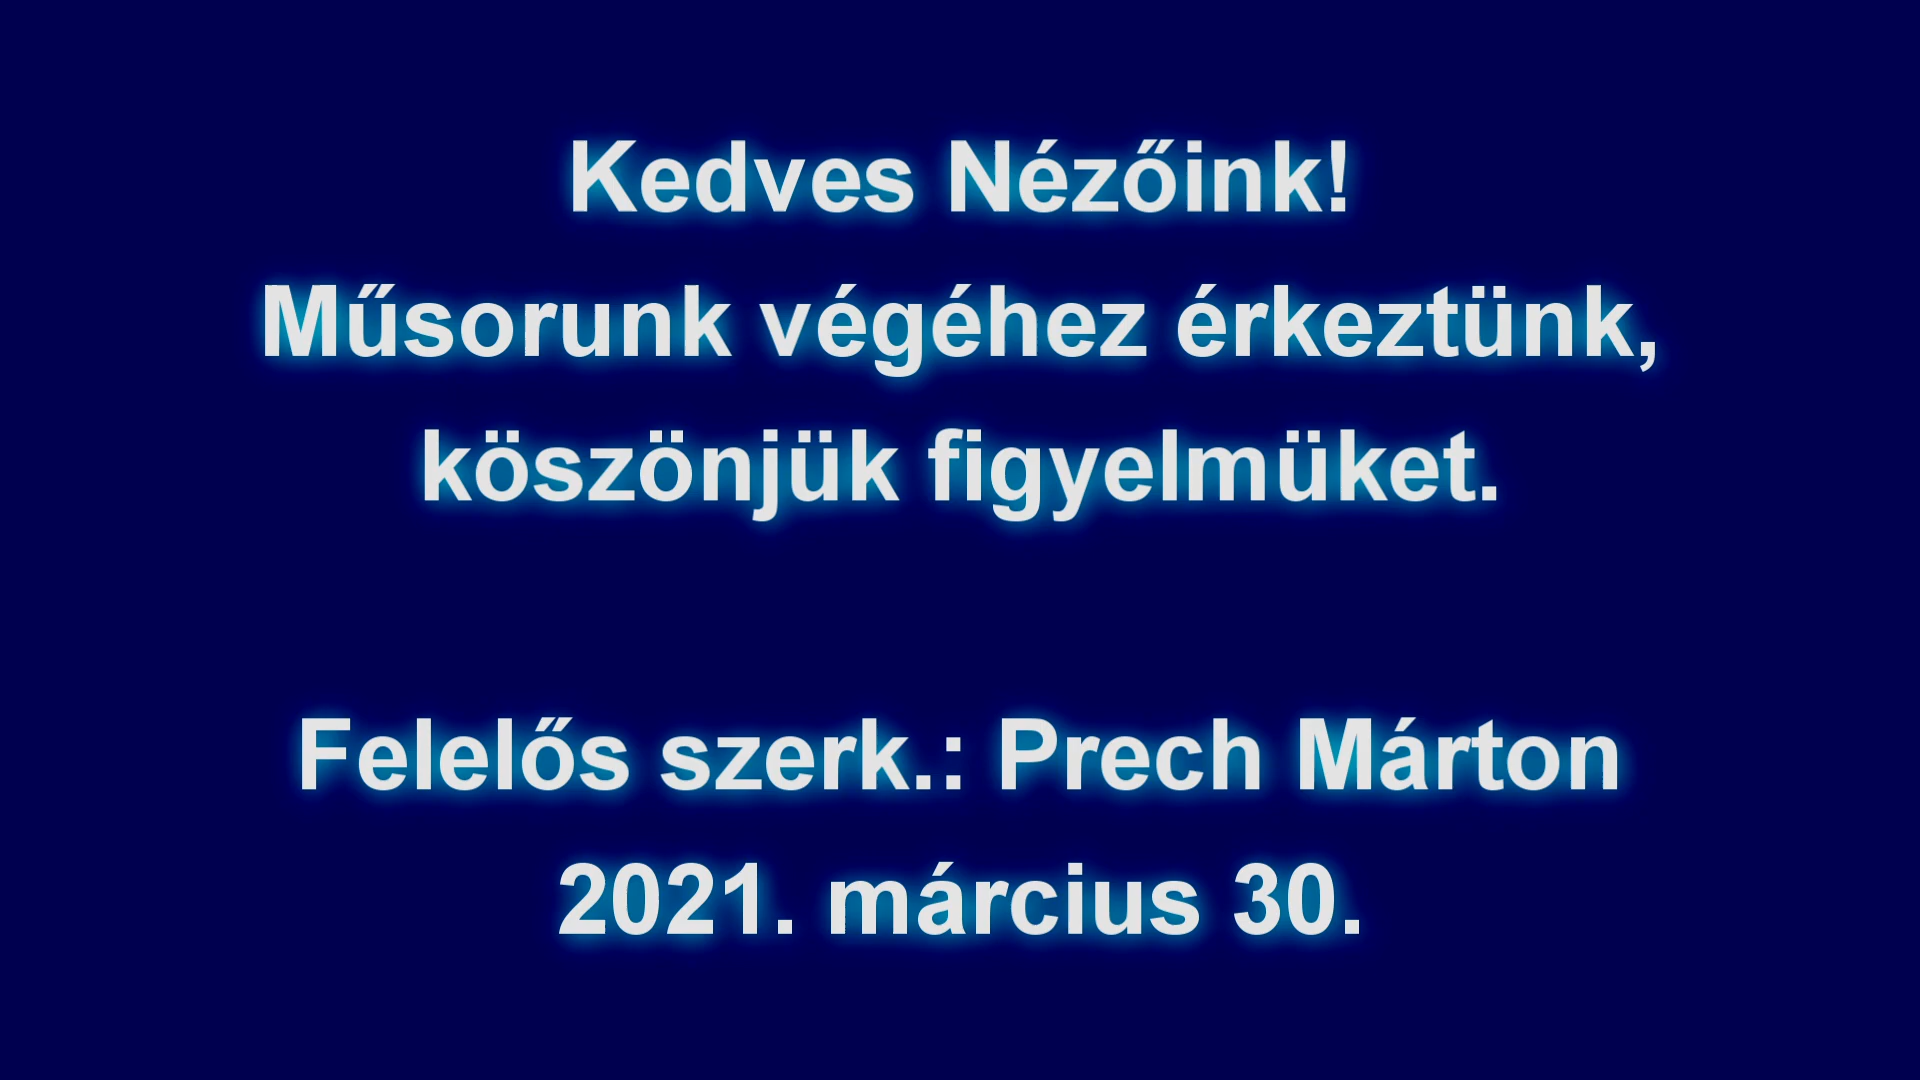 Kedves Nézőink!
Műsorunk végéhez érkeztünk,
köszönjük figyelmüket.
Felelős szerk.: Prech Márton
2021. március 30.